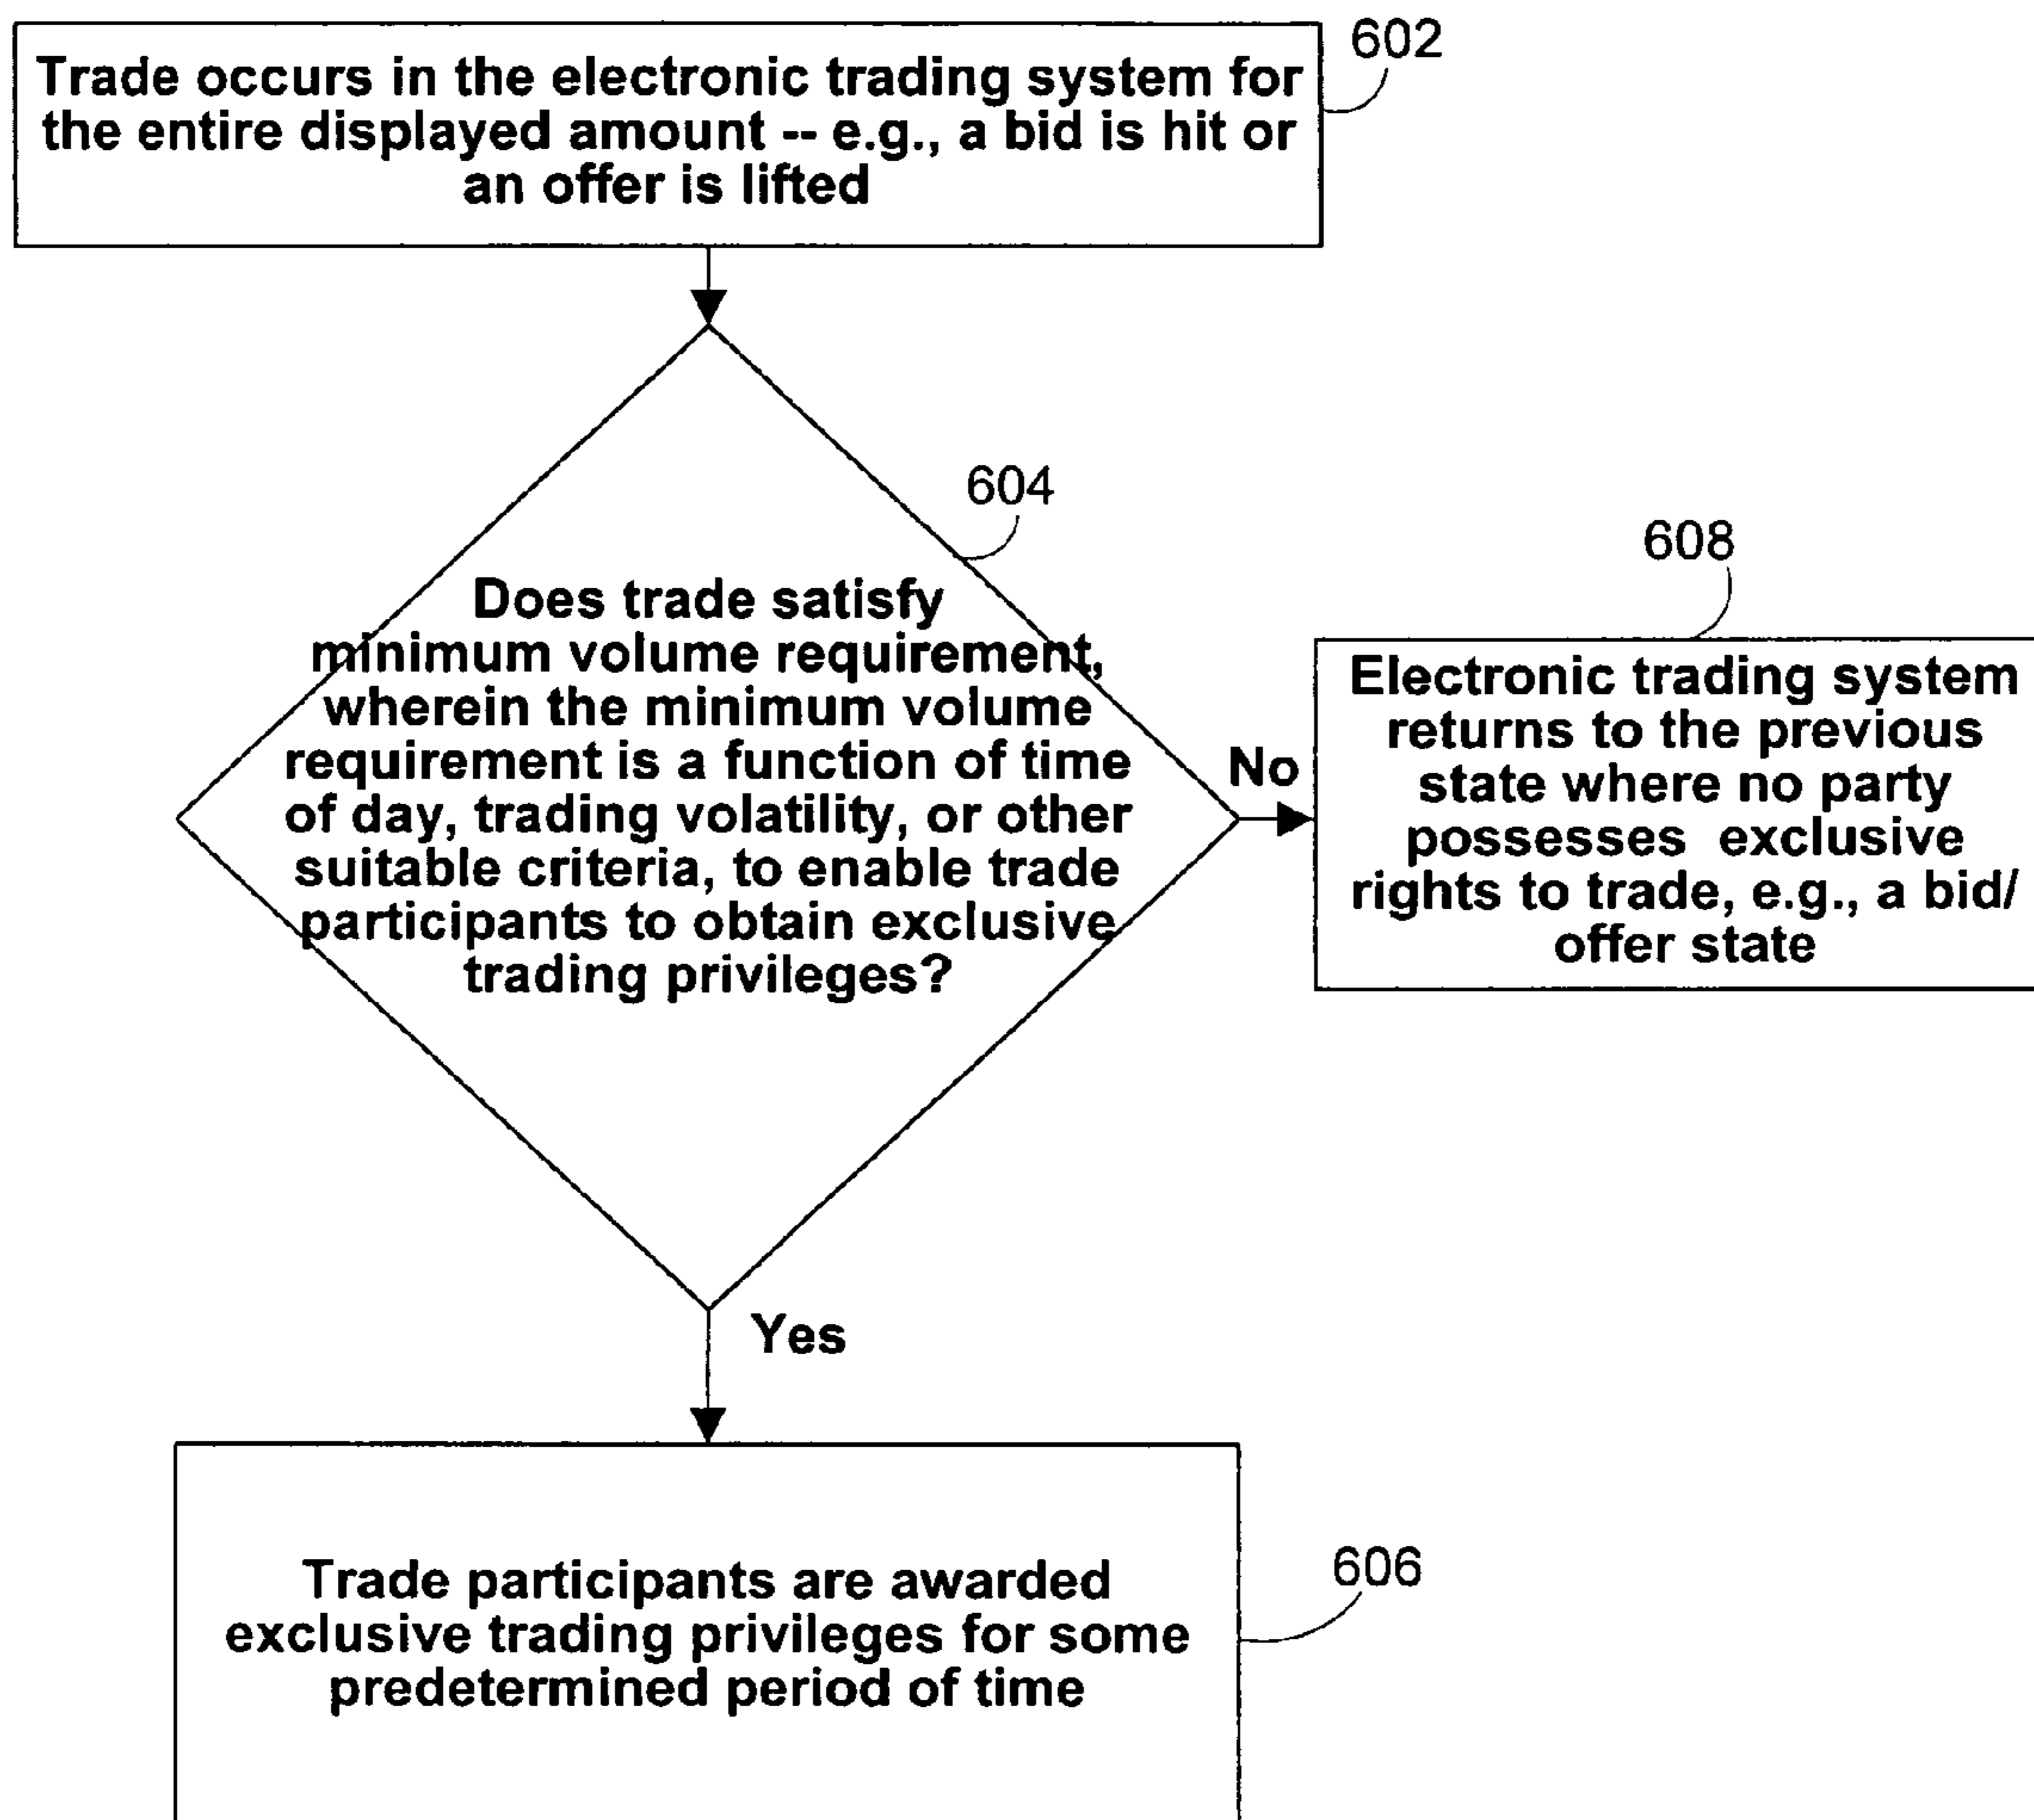 602
Trade occurs in the electronic trading system for
the entire displayed amount -- e.g., a bid is hit or
an offer is lifted
604
Does trade satisfy
minimum volume requirement,
wherein the minimum volume
requirement is a function of time
of day, trading volatility, or other
suitable criteria, to enable trade
participants to obtain exclusive
trading privileges?
No
608
Electronic trading system
returns to the previous
state where no party
possesses exclusive
rights to trade, e.g., a bid/
offer state
Yes
606
Trade participants are awarded
exclusive trading privileges for some
predetermined period of time